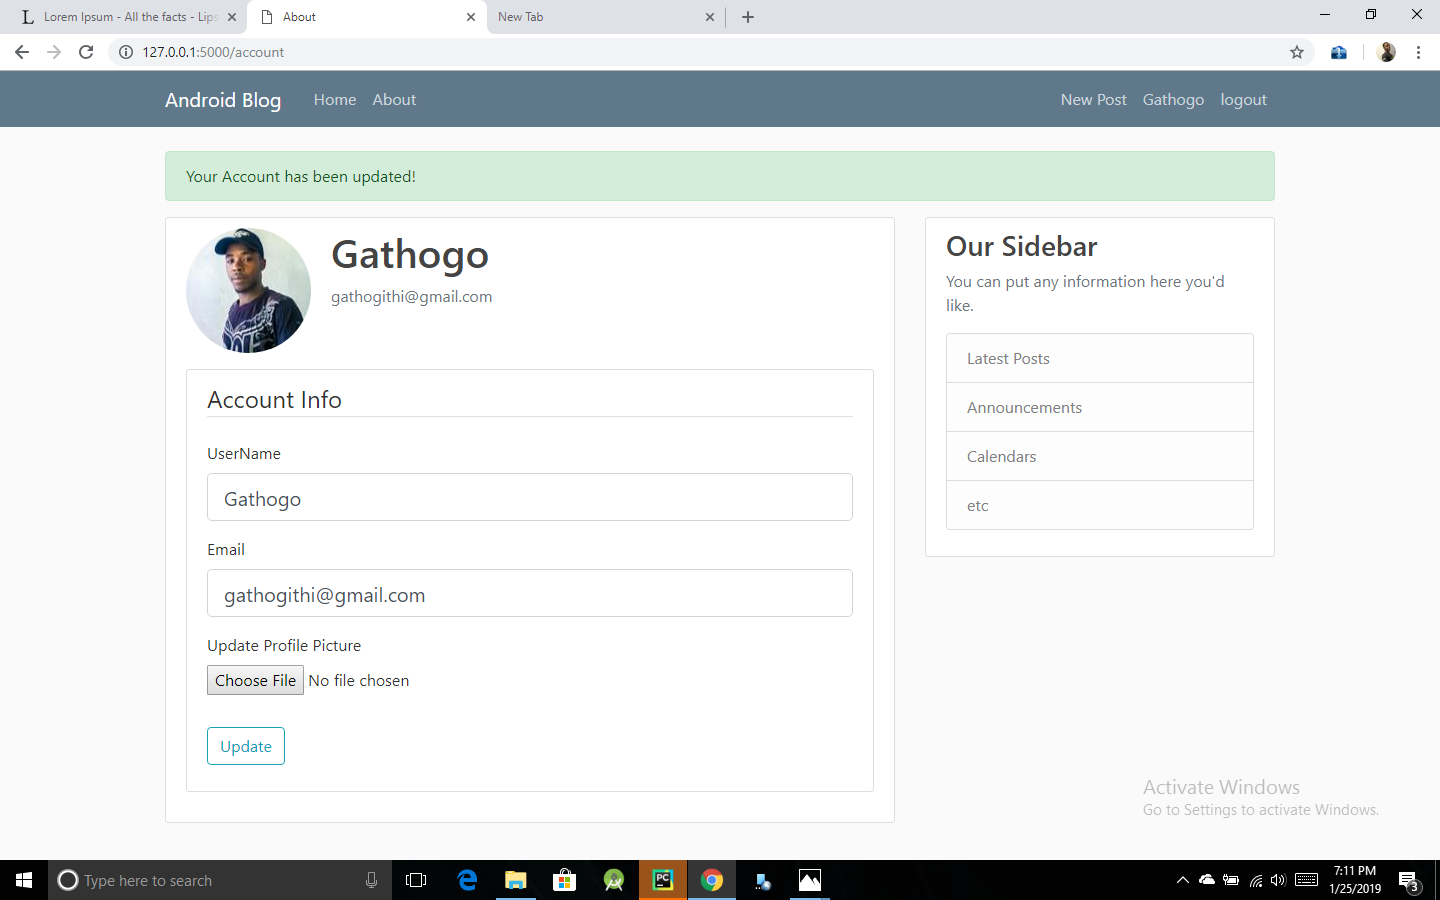 L Lorem Ipsum - All the facts - Lips
About
New Tab
127.0.0.1:5000/account
Android Blog Home About New Post Gathogo logout
Your Account has been updated!
Gathogo
gathogithi@gmail.com
Account Info
UserName
Gathogo
Email
gathogithi@gmail.com
Update Profile Picture
Choose File No file chosen
Update
Our Sidebar
You can put any information here you'd
like.
Latest Posts
Announcements
Calendars
etc
Activate Windows
Go to Settings to activate Windows.
Type here to search
PC
7:11 PM
1/25/2019
3